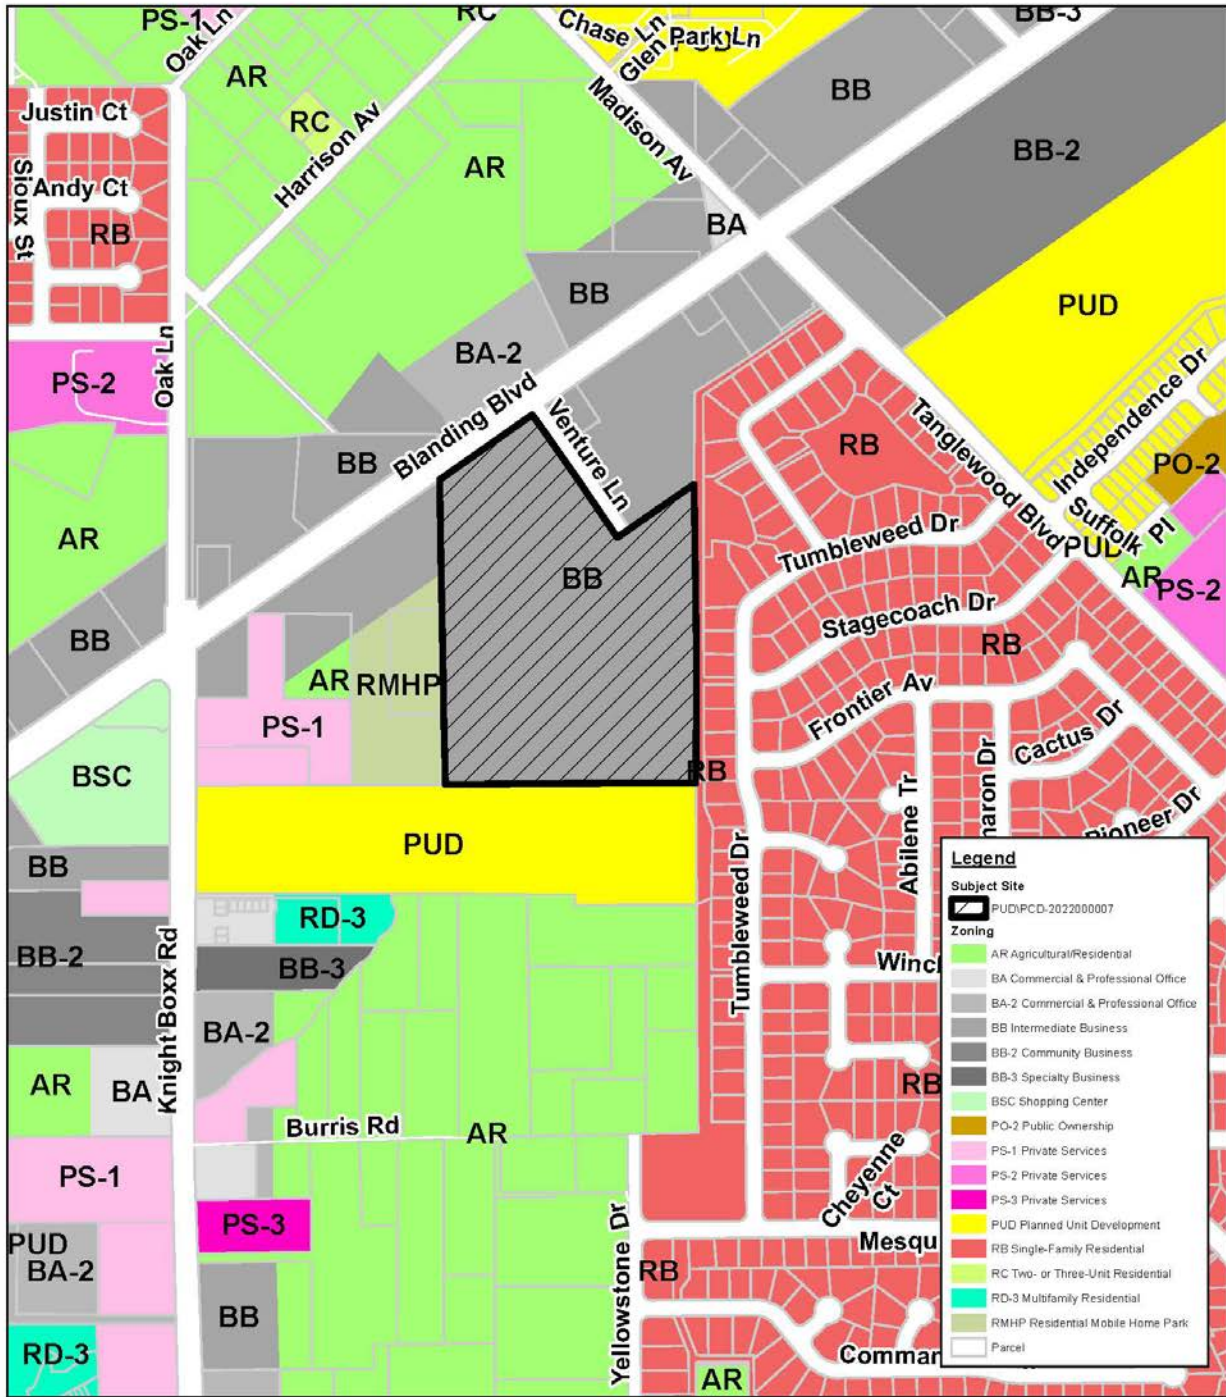 PS-1
RC
BB-3
Oak Ln
Chase Ln
Glen Park Ln
PUD
AR
BB
Justin Ct
RC
Harrison Av
Madison Av
AR
BB-2
Sioux St
Andy Ct
RB
BA
BB
PUD
Oak Ln
PS-2
BA-2
Independence Dr
Blanding Blvd
Venture Ln
Tanglewood Blvd
RB
PO-2
BB
AR
Suffolk Pl
Tumbleweed Dr
PUD
AR
PS-2
BB
Stagecoach Dr
BB
RB
AR
RMHP
Frontier Av
PS-1
Cactus Dr
BSC
RB
Abilene Tr
Pioneer Dr
PUD
BB
Tumbleweed Dr
RD-3
BB-2
BB-3
Knight Boxx Rd
BA-2
AR
BA
RB
Burris Rd
AR
PS-1
Cheyenne Ct
PS-3
Yellowstone Dr
PUD
BA-2
RB
BB
RD-3
AR
Legend
Subject Site
PUD\PCD-2022000007
Zoning
AR Agricultural/Residential
BA Commercial & Professional Office
BA-2 Commercial & Professional Office
BB Intermediate Business
BB-2 Community Business
BB-3 Specialty Business
BSC Shopping Center
PO-2 Public Ownership
PS-1 Private Services
PS-2 Private Services
PS-3 Private Services
PUD Planned Unit Development
RB Single-Family Residential
RC Two- or Three-Unit Residential
RD-3 Multifamily Residential
RMHP Residential Mobile Home Park
Parcel